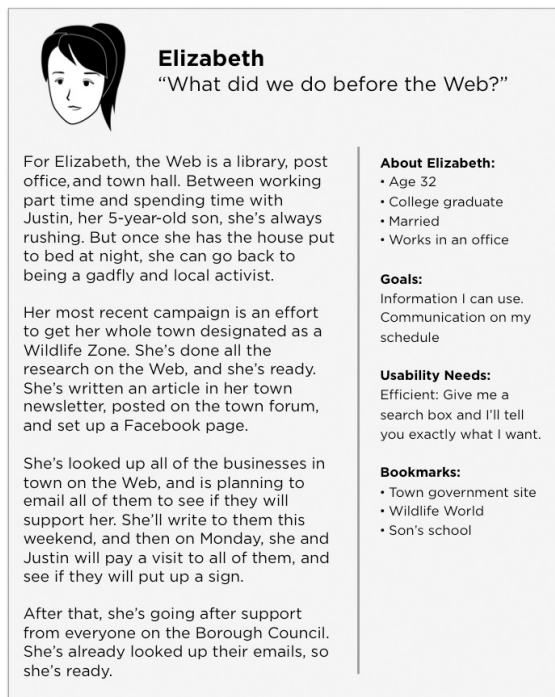 Elizabeth
“What did we do before the Web?”
For Elizabeth, the Web is a library, post
office, and town hall. Between working
part time and spending time with
Justin, her 5-year-old son, she’s always
rushing. But once she has the house put
to bed at night, she can go back to
being a gadfly and local activist.
Her most recent campaign is an effort
to get her whole town designated as a
Wildlife Zone. She’s done all the
research on the Web, and she’s ready.
She’s written an article in her town
newsletter, posted on the town forum,
and set up a Facebook page.
She’s looked up all of the businesses in
town on the Web, and is planning to
email all of them to see if they will
support her. She’ll write to them this
weekend, and then on Monday, she and
Justin will pay a visit to all of them, and
see if they will put up a sign.
After that, she’s going after support
from everyone on the Borough Council.
She’s already looked up their emails, so
she’s ready.
About Elizabeth:
• Age 32
• College graduate
• Married
• Works in an office
Goals:
Information I can use.
Communication on my
schedule
Usability Needs:
Efficient: Give me a
search box and I’ll tell
you exactly what I want.
Bookmarks:
• Town government site
• Wildlife World
• Son’s school